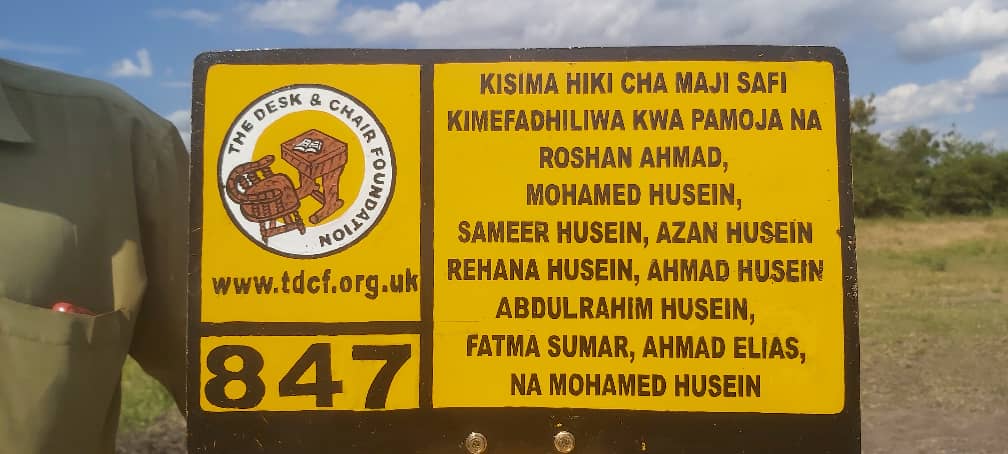 THE DESK & CHAIR FOUNDATION
www.tdcf.org.uk
847
KISIMA HIKI CHA MAJI SAFI
KIMEFADHILIWA KWA PAMOJA NA
ROSHAN AHMAD,
MOHAMED HUSEIN,
SAMEER HUSEIN, AZAN HUSEIN
REHANA HUSEIN, AHMAD HUSEIN
ABDULRAHIM HUSEIN,
FATMA SUMAR, AHMAD ELIAS,
NA MOHAMED HUSEIN